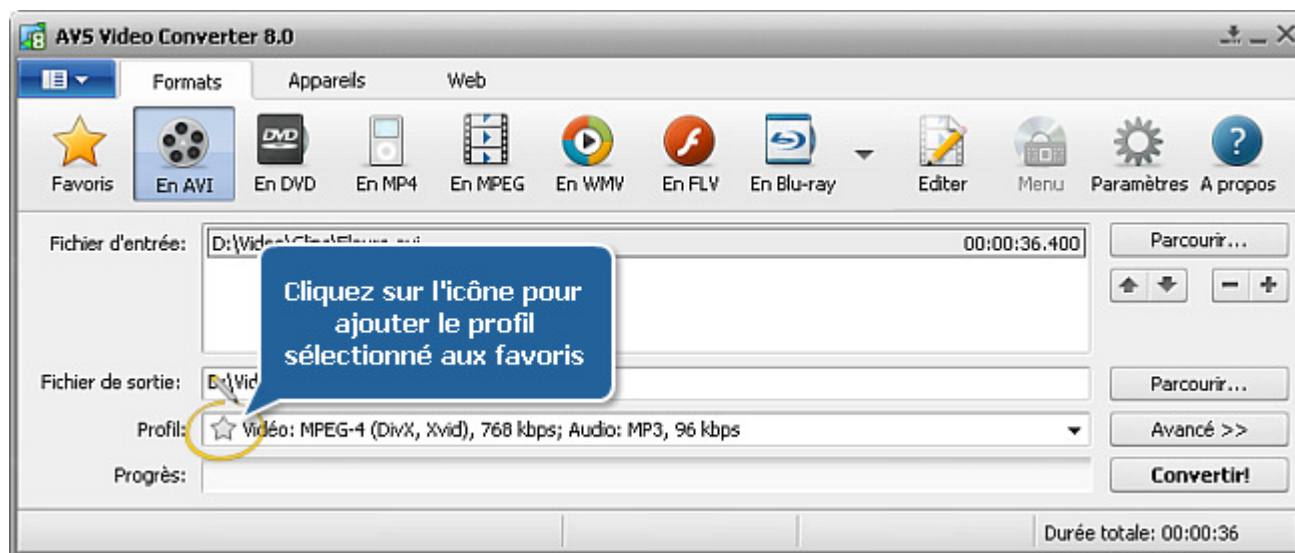 AVS Video Converter 8.0
Formats Appareils Web
Favoris En AVI En DVD En MP4 En MPEG En WMV En FLV En Blu-ray Editer Menu Paramètres A propos
Fichier d'entrée: 00:00:36.400 Parcourir...
Cliquez sur l'icône pour
ajouter le profil
sélectionné aux favoris
Fichier de sortie: Parcourir...
Profil: Vidéo: MPEG-4 (DivX, Xvid), 768 kbps; Audio: MP3, 96 kbps Avancé >>
Progrès: Convertir!
Durée totale: 00:00:36